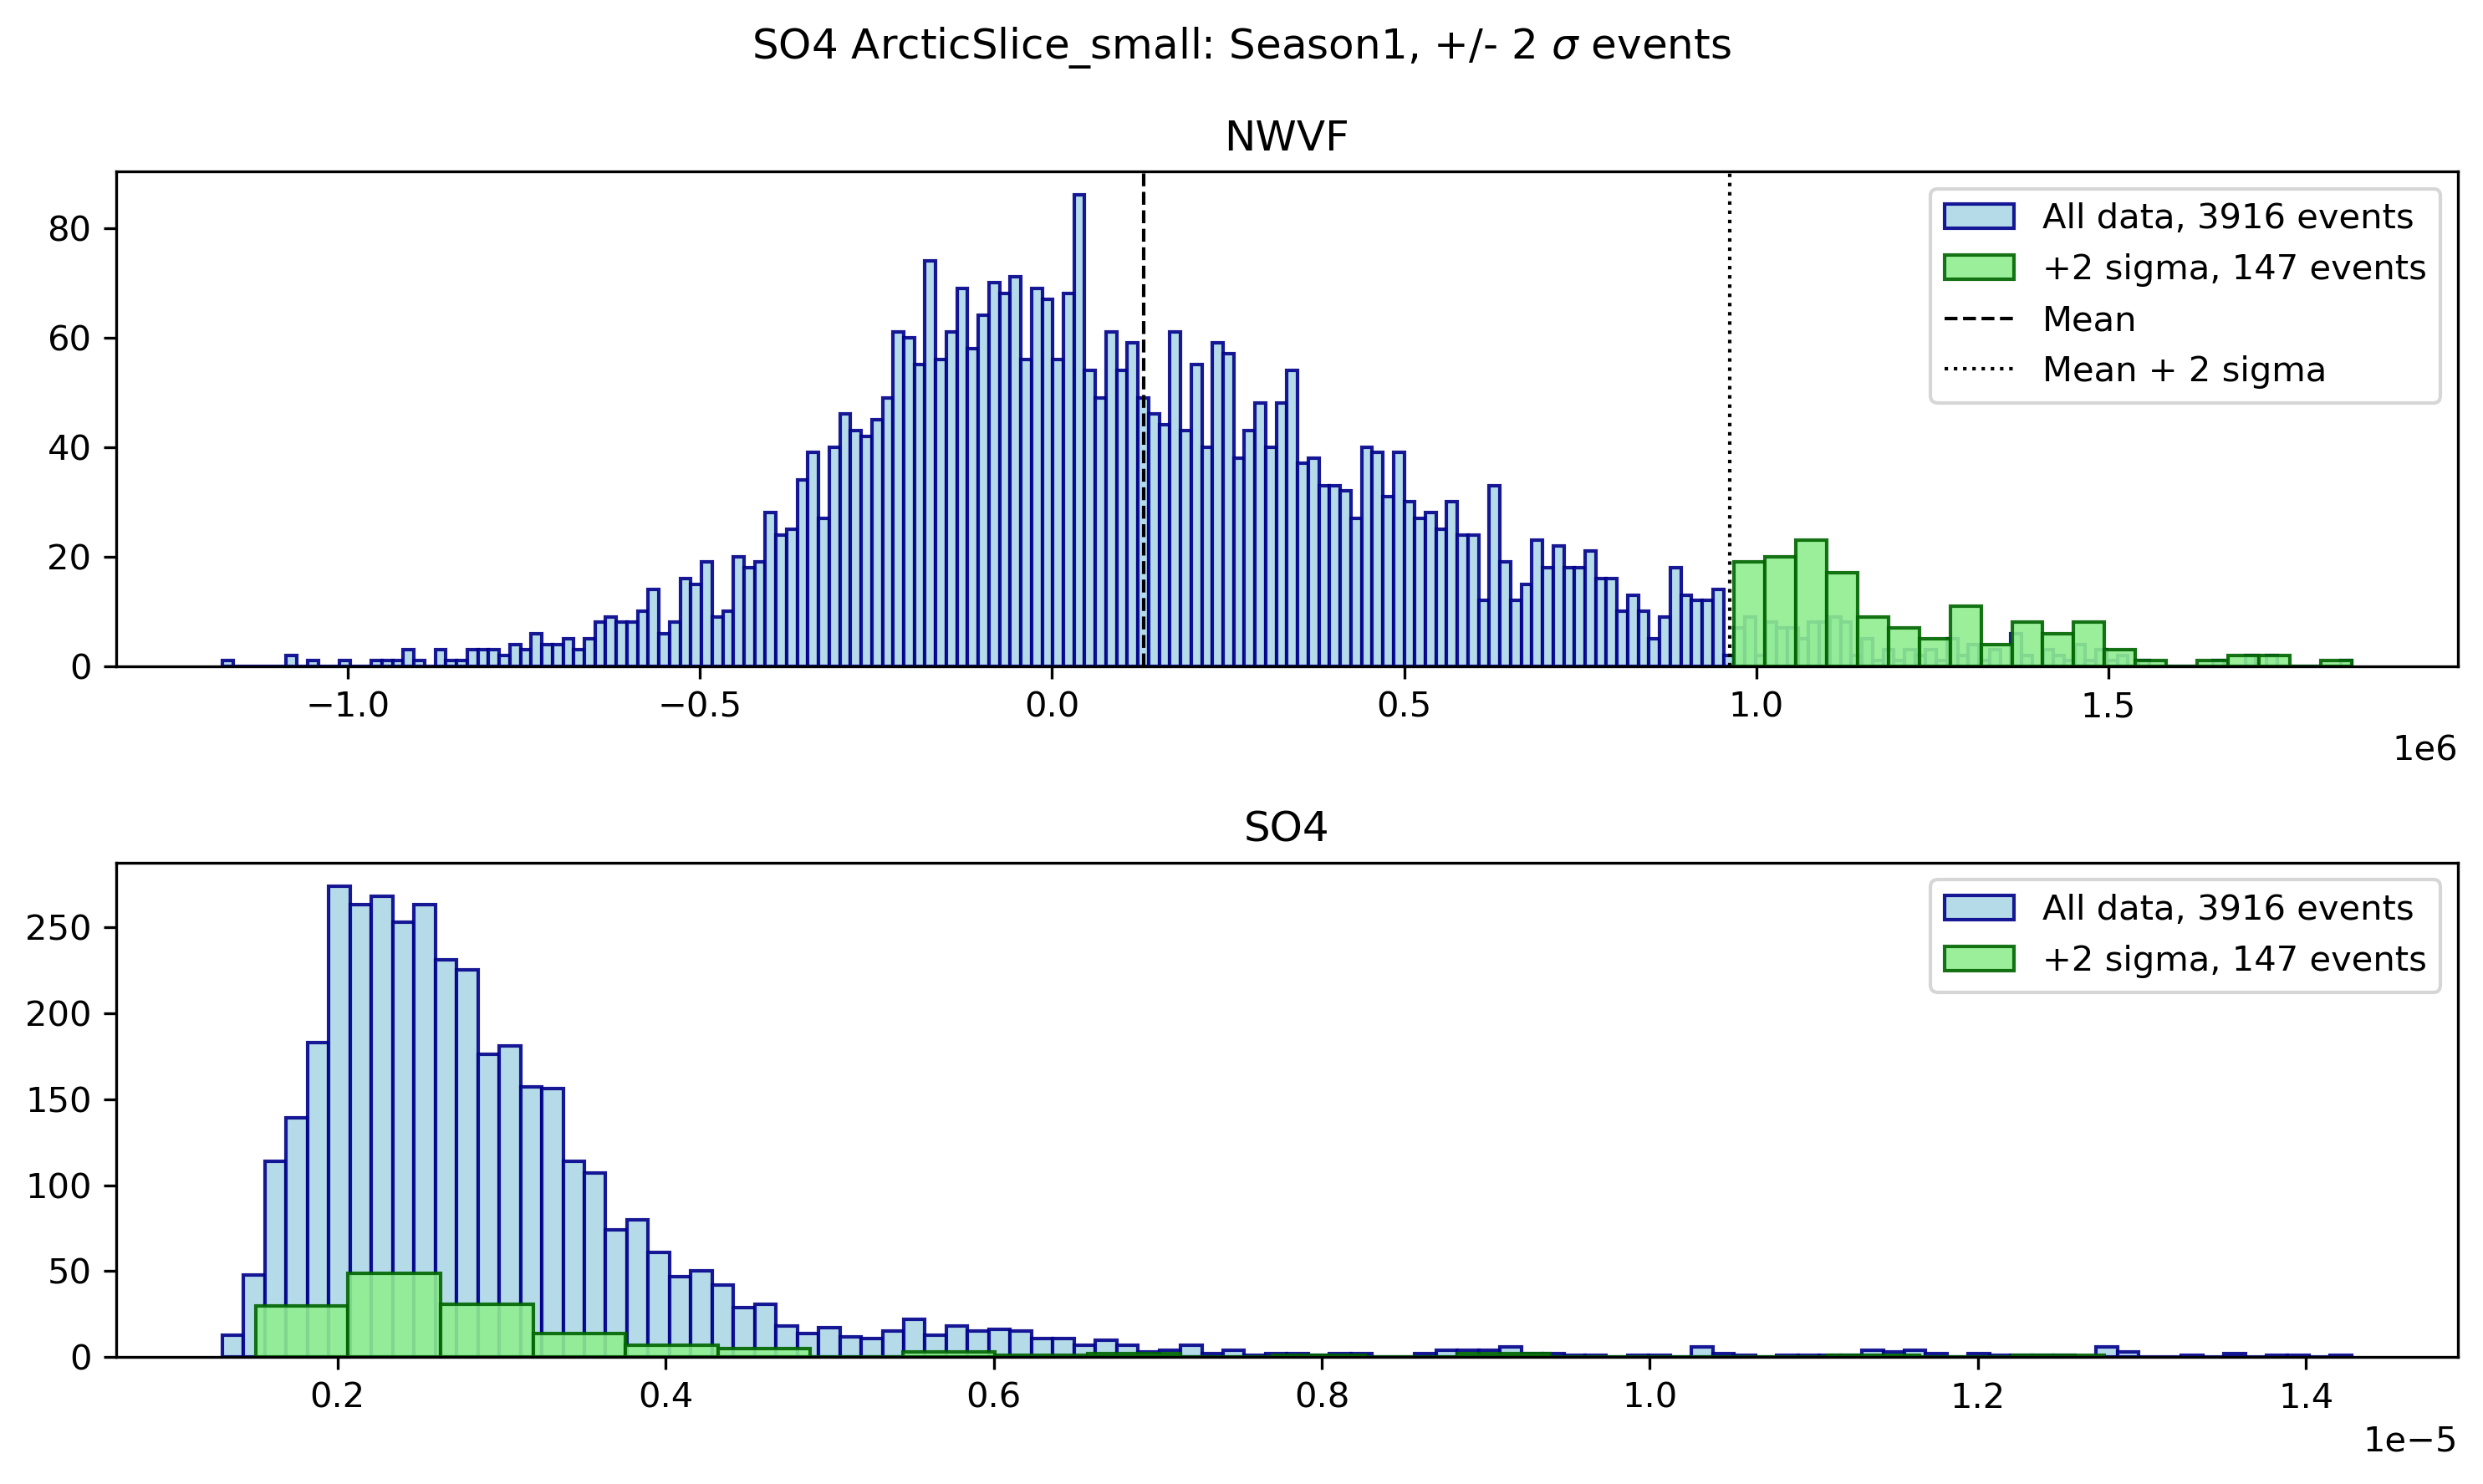 SO4 ArcticSlice_small: Season1, +/- 2 σ events
NWVF
All data, 3916 events
+2 sigma, 147 events
Mean
Mean + 2 sigma
80
60
40
20
0
−1.0 −0.5 0.0 0.5 1.0 1.5
1e6
SO4
All data, 3916 events
+2 sigma, 147 events
250
200
150
100
50
0
0.2 0.4 0.6 0.8 1.0 1.2 1.4
1e−5